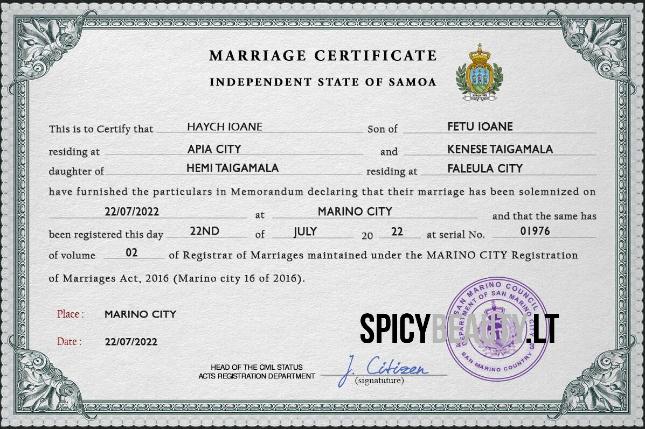 MARRIAGE CERTIFICATE
INDEPENDENT STATE OF SAMOA
This is to Certify that HAYCH IOANE Son of FETU IOANE
residing at APIA CITY and KENESE TAIGAMALA
daughter of HEMI TAIGAMALA residing at FALEULA CITY
have furnished the particulars in Memorandum declaring that their marriage has been solemnized on
22/07/2022 at MARINO CITY and that the same has
been registered this day 22ND of JULY 20 22 at serial No. 01976
of volume 02 of Registrar of Marriages maintained under the MARINO CITY Registration
of Marriages Act, 2016 (Marino city 16 of 2016).
Place: MARINO CITY
SPICYBEAUTY.LT
SAN MARINO COUNCIL
DEPARTMENT OF SAN MARINO CITY
SAN MARINO COUNTRY
Date: 22/07/2022
HEAD OF THE CIVIL STATUS
ACTS REGISTRATION DEPARTMENT J. Citizen
(signatuture)